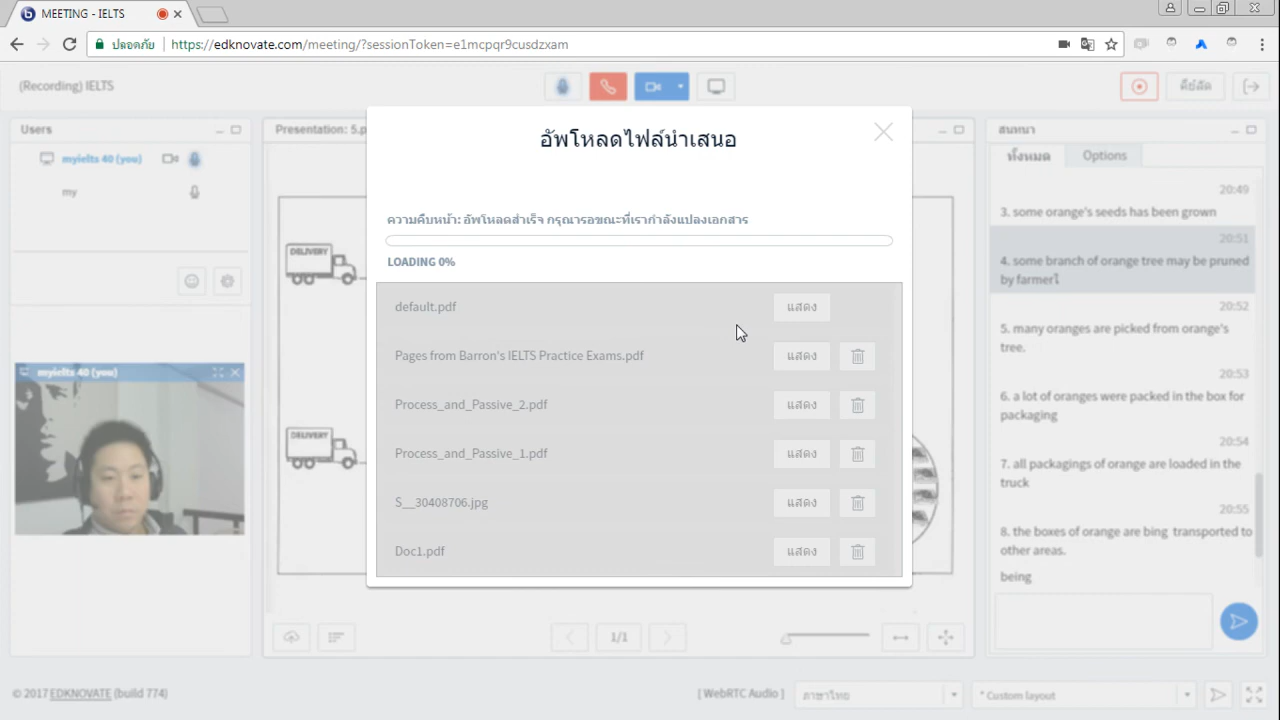 MEETING - IELTS
ปลอดภัย
https://edknovate.com/meeting/?sessionToken=e1mcpqr9cusdzxam
(Recording) IELTS
คีย์ลัด
Users
myielts 40 (you)
my
myielts 40 (you)
Presentation: 5.p
DELIVERY
DELIVERY
อัพโหลดไฟล์นำเสนอ
ความคืบหน้า: อัพโหลดสำเร็จ กรุณารอขณะที่เรากำลังแปลงเอกสาร
LOADING 0%
default.pdf
แสดง
Pages from Barron's IELTS Practice Exams.pdf
แสดง
Process_and_Passive_2.pdf
แสดง
Process_and_Passive_1.pdf
แสดง
S__30408706.jpg
แสดง
Doc1.pdf
แสดง
1/1
สนทนา
ทั้งหมด
Options
20:49
3. some orange's seeds has been grown
20:51
4. some branch of orange tree may be pruned
by farmerไ
20:52
5. many oranges are picked from orange's
tree.
20:53
6. a lot of oranges were packed in the box for
packaging
20:54
7. all packagings of orange are loaded in the
truck
20:55
8. the boxes of orange are bing transported to
other areas.
being
© 2017 EDKNOVATE (build 774)
[ WebRTC Audio ]
ภาษาไทย
* Custom layout